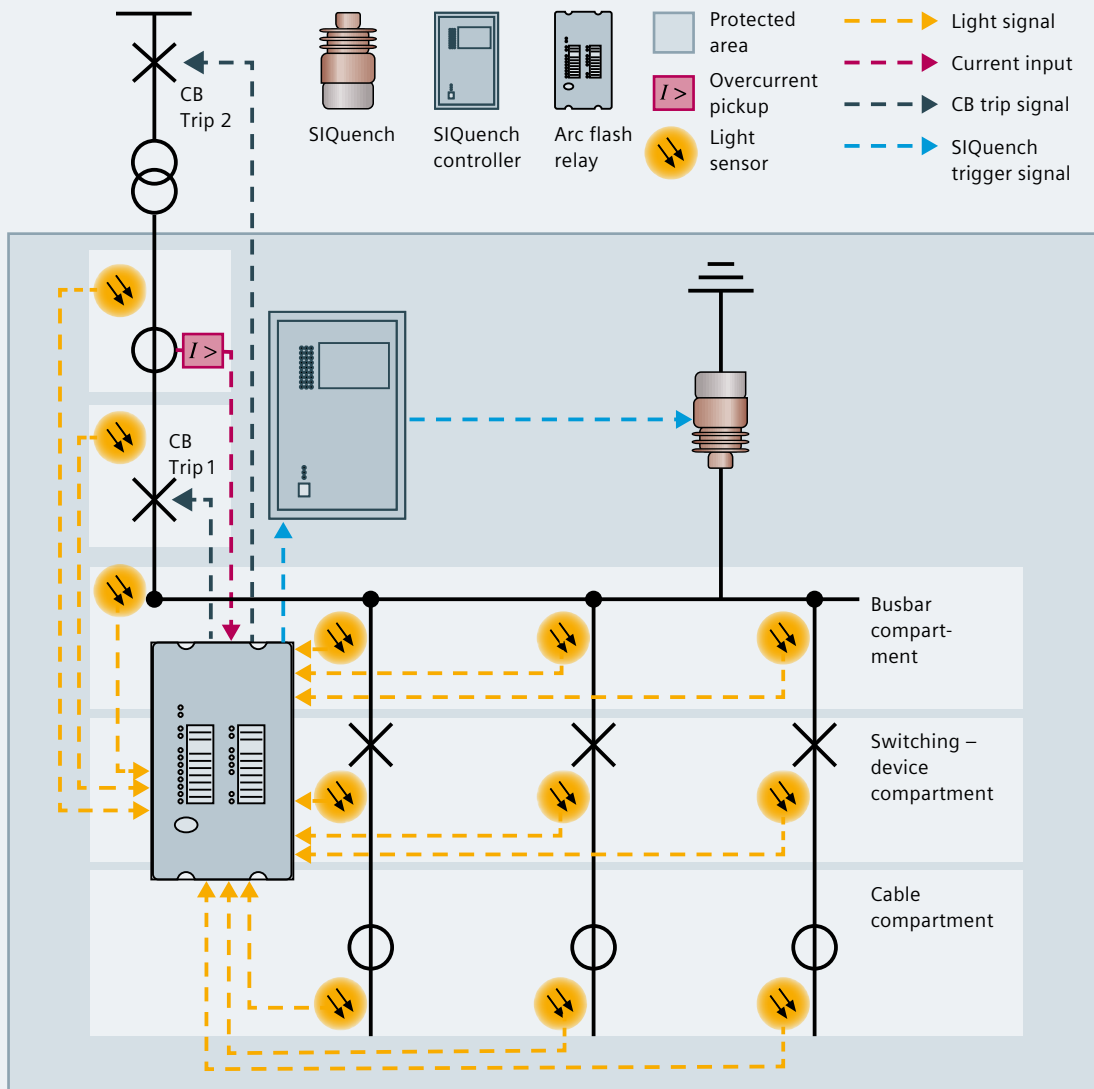 CB
Trip 2
SIQuench
SIQuench
controller
Arc flash
relay
Protected
area
I >
Overcurrent
pickup
Light
sensor
Light signal
Current input
CB trip signal
SIQuench
trigger signal
I >
CB
Trip 1
Busbar
compart-
ment
Switching –
device
compartment
Cable
compartment